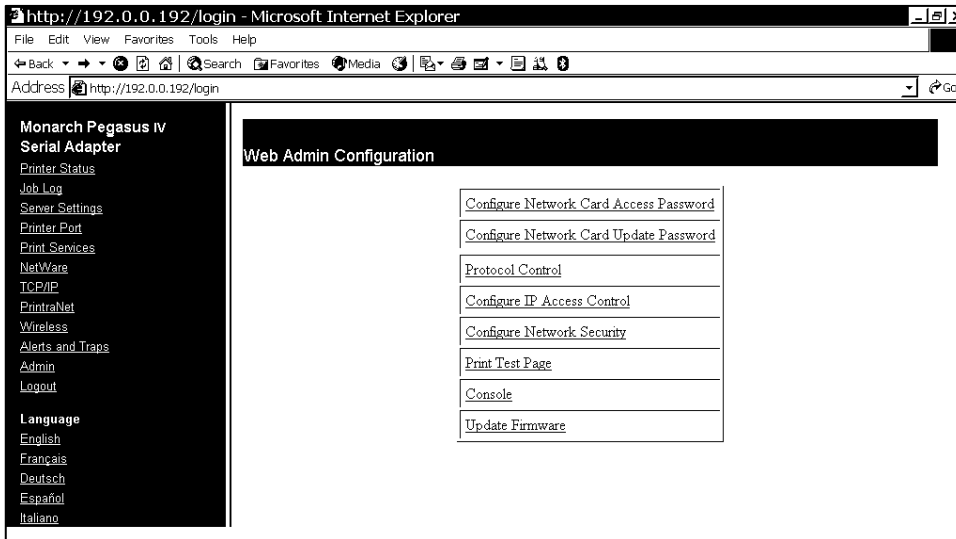 http://192.0.0.192/login - Microsoft Internet Explorer
File Edit View Favorites Tools Help
Back Search Favorites Media
Address http://192.0.0.192/login Go
Monarch Pegasus IV
Serial Adapter
Printer Status
Job Log
Server Settings
Printer Port
Print Services
NetWare
TCP/IP
PrintraNet
Wireless
Alerts and Traps
Admin
Logout
Language
English
Français
Deutsch
Español
Italiano
Web Admin Configuration
Configure Network Card Access Password
Configure Network Card Update Password
Protocol Control
Configure IP Access Control
Configure Network Security
Print Test Page
Console
Update Firmware